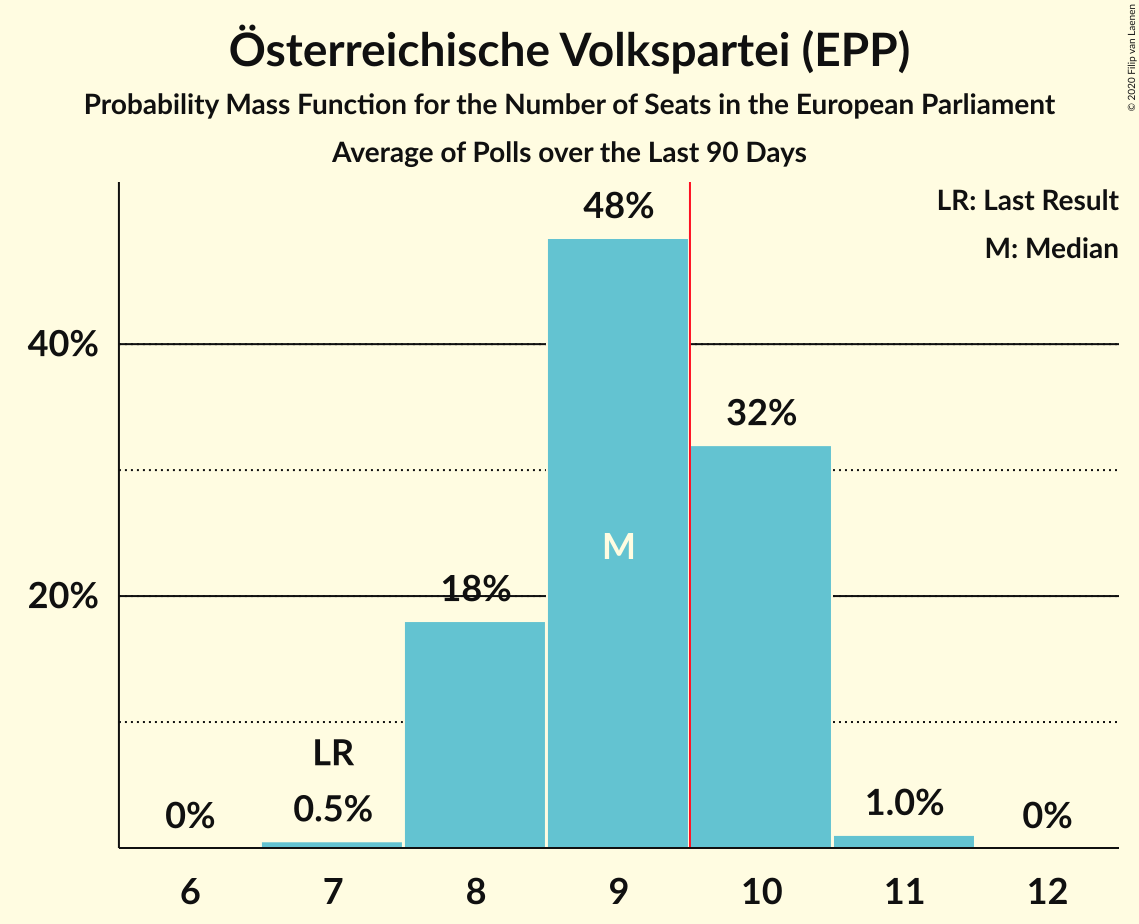 Österreichische Volkspartei (EPP)
Probability Mass Function for the Number of Seats in the European Parliament
Average of Polls over the Last 90 Days
© 2020 Filip van Laenen
LR: Last Result
M: Median
48%
40%
32%
M
20%
18%
LR
0%
0.5%
1.0%
0%
6 7 8 9 10 11 12